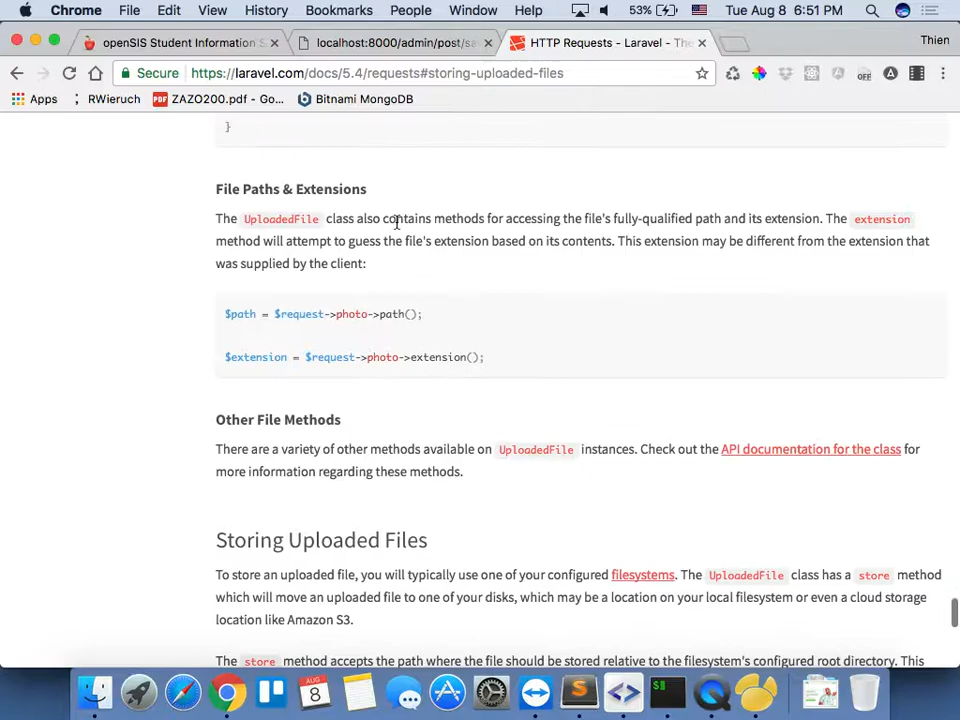 Chrome File Edit View History Bookmarks People Window Help 53% Tue Aug 8 6:51 PM
openSIS Student Information S
localhost:8000/admin/post/sa
HTTP Requests - Laravel - The
Thien
Secure https://laravel.com/docs/5.4/requests#storing-uploaded-files
OFF
Apps RWieruch PDF ZAZO200.pdf - Go... Bitnami MongoDB
}
File Paths & Extensions
The UploadedFile class also contains methods for accessing the file's fully-qualified path and its extension. The extension
method will attempt to guess the file's extension based on its contents. This extension may be different from the extension that
was supplied by the client:
$path = $request->photo->path();
$extension = $request->photo->extension();
Other File Methods
There are a variety of other methods available on UploadedFile instances. Check out the API documentation for the class for
more information regarding these methods.
Storing Uploaded Files
To store an uploaded file, you will typically use one of your configured filesystems. The UploadedFile class has a store method
which will move an uploaded file to one of your disks, which may be a location on your local filesystem or even a cloud storage
location like Amazon S3.
The store method accepts the path where the file should be stored relative to the filesystem's configured root directory. This
8